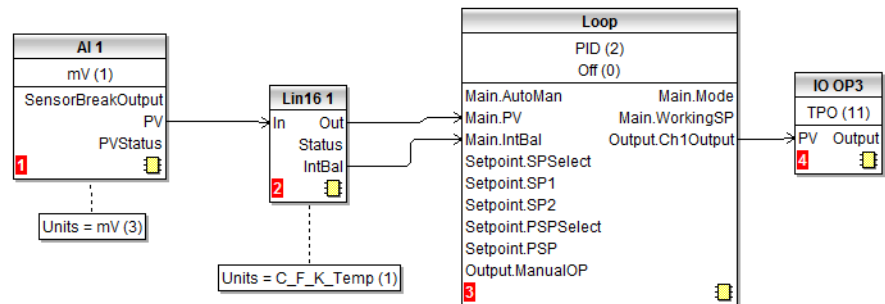 AI 1
mV (1)
SensorBreakOutput
PV
PVStatus
1
Units = mV (3)
Lin16 1
In Out
Status
IntBal
2
Units = C_F_K_Temp (1)
Loop
PID (2)
Off (0)
Main.AutoMan Main.Mode
Main.PV Main.WorkingSP
Main.IntBal Output.Ch1Output
Setpoint.SPSelect
Setpoint.SP1
Setpoint.SP2
Setpoint.PSPSelect
Setpoint.PSP
Output.ManualOP
3
IO OP3
TPO (11)
PV Output
4